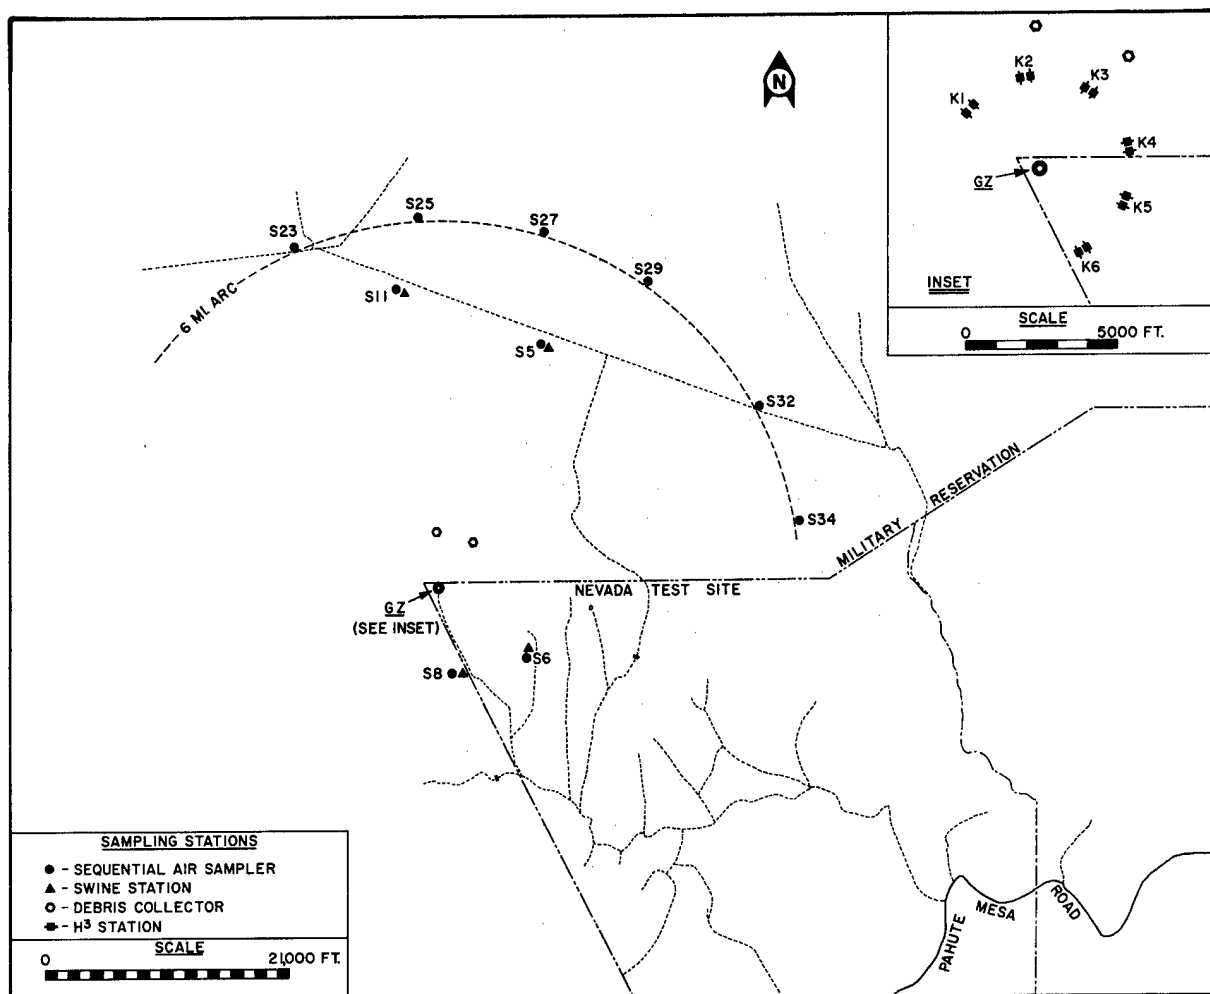 N
K2
K3
K1
K4
GZ
K5
K6
INSET
SCALE
0 5000 FT.
S25
S27
S23
S29
S11
6 MI. ARC
S5
S32
S34
MILITARY RESERVATION
NEVADA TEST SITE
GZ
(SEE INSET)
S6
S8
PAHUTE MESA ROAD
SAMPLING STATIONS
- SEQUENTIAL AIR SAMPLER
- SWINE STATION
- DEBRIS COLLECTOR
- H³ STATION
SCALE
0 21,000 FT.